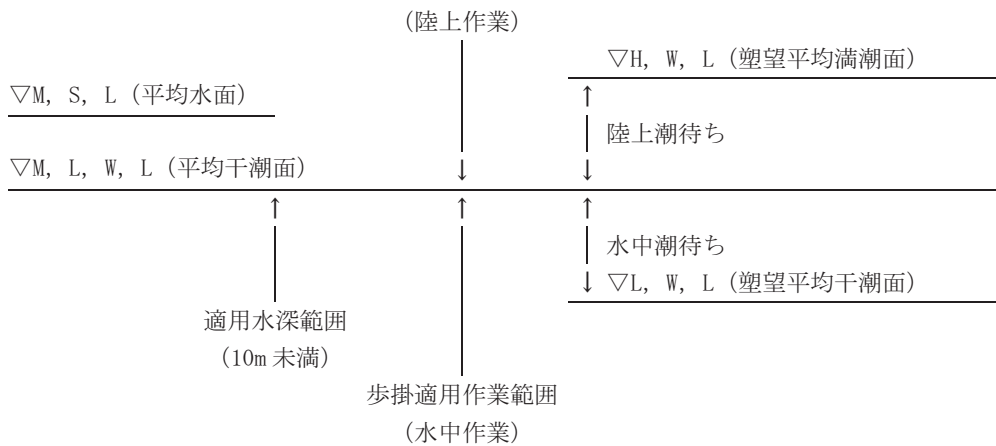 (陸上作業)
▽H, W, L (塑望平均満潮面)
▽M, S, L (平均水面)
↑
陸上潮待ち
▽M, L, W, L (平均干潮面)
↓
↓
↑
↑
↑
水中潮待ち
↓ ▽L, W, L (塑望平均干潮面)
適用水深範囲
(10m 未満)
歩掛適用作業範囲
(水中作業)